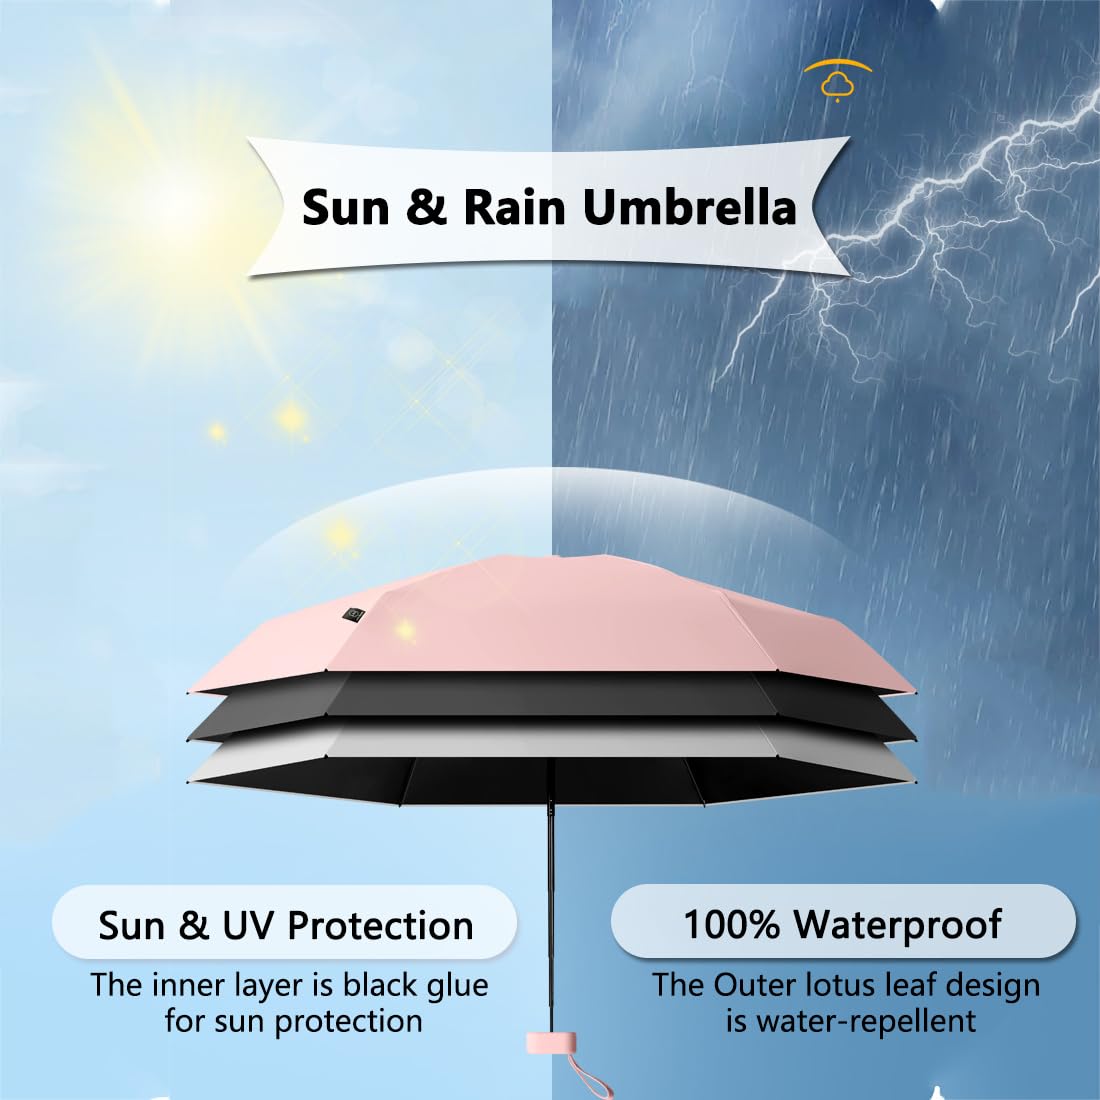 Sun & Rain Umbrella
Sun & UV Protection
The inner layer is black glue
for sun protection
100% Waterproof
The Outer lotus leaf design
is water-repellent